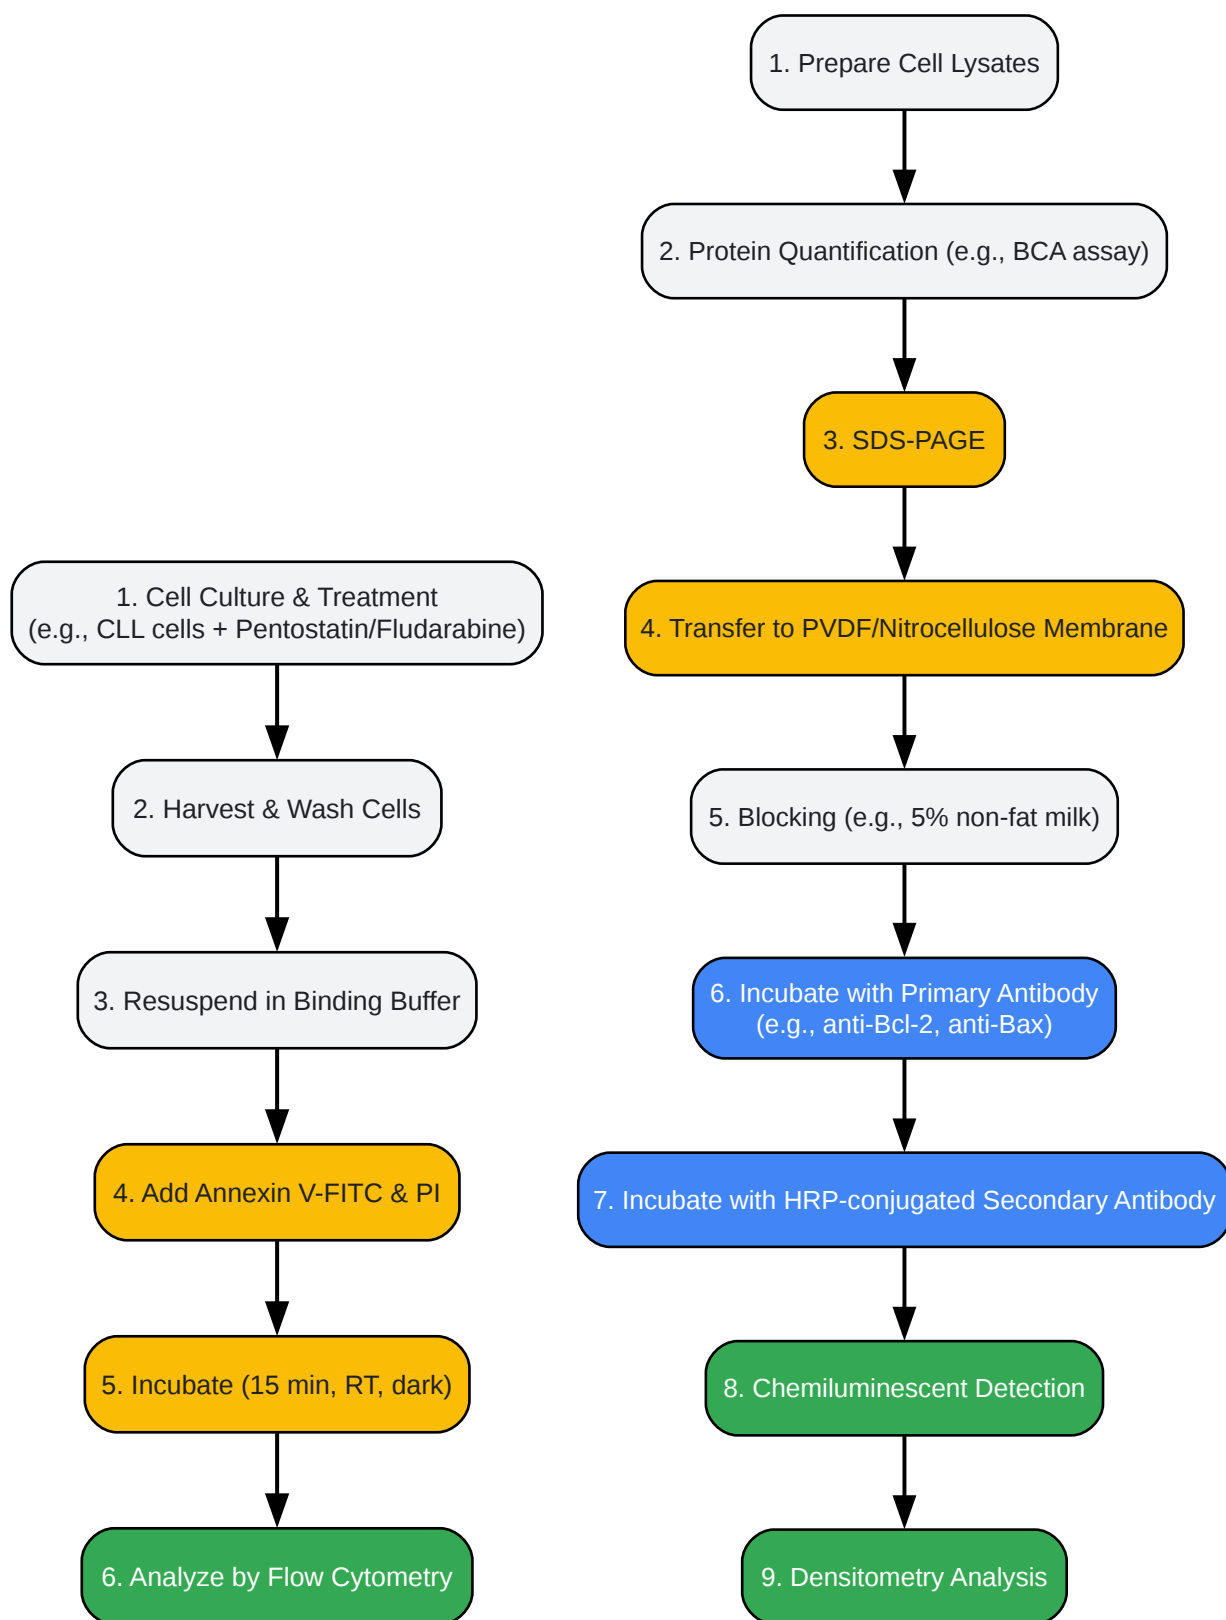 1. Cell Culture & Treatment
(e.g., CLL cells + Pentostatin/Fludarabine)
2. Harvest & Wash Cells
3. Resuspend in Binding Buffer
4. Add Annexin V-FITC & PI
5. Incubate (15 min, RT, dark)
6. Analyze by Flow Cytometry
1. Prepare Cell Lysates
2. Protein Quantification (e.g., BCA assay)
3. SDS-PAGE
4. Transfer to PVDF/Nitrocellulose Membrane
5. Blocking (e.g., 5% non-fat milk)
6. Incubate with Primary Antibody
(e.g., anti-Bcl-2, anti-Bax)
7. Incubate with HRP-conjugated Secondary Antibody
8. Chemiluminescent Detection
9. Densitometry Analysis